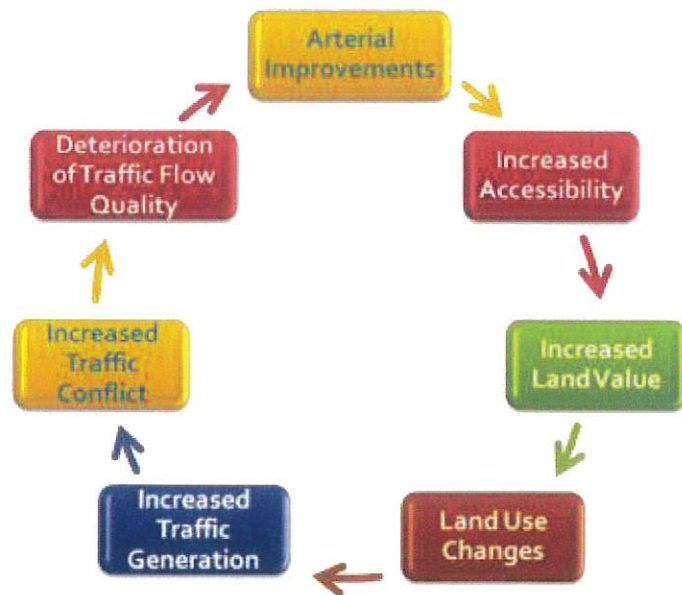 Arterial
Improvements
Increased
Accessibility
Increased
Land Value
Land Use
Changes
Increased
Traffic
Generation
Increased
Traffic
Conflict
Deterioration
of Traffic Flow
Quality